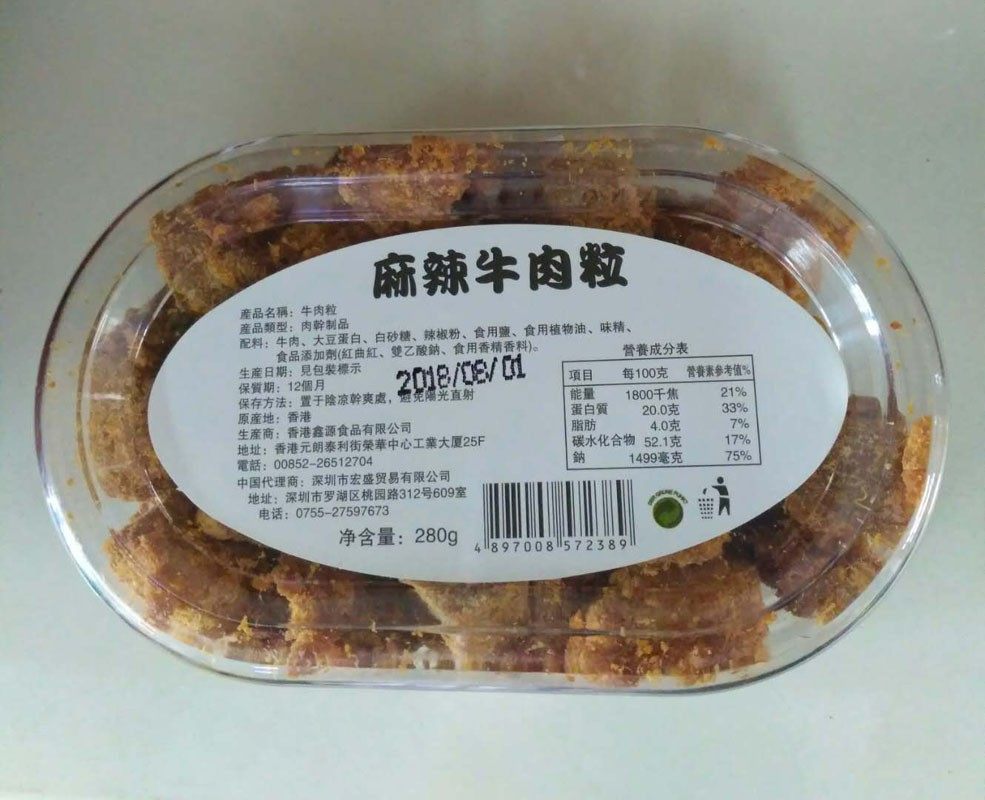 麻辣牛肉粒
產品名稱：牛肉粒
產品類型：肉幹制品
配料：牛肉、大豆蛋白、白砂糖、辣椒粉、食用鹽、食用植物油、味精、
食品添加劑(紅曲紅、雙乙酸鈉、食用香精香料)。
生産日期：見包裝標示
2018/08/01
保質期：12個月
保存方法：置于陰凉幹爽處，避免陽光直射
原産地：香港
生産商：香港鑫源食品有限公司
地址：香港元朗泰利街榮華中心工業大厦25F
電話：00852-26512704
中国代理商：深圳市宏盛贸易有限公司
地址：深圳市罗湖区桃园路312号609室
电话：0755-27597673
净含量：280g
營養成分表
項目 每100克 營養素参考值%
能量 1800千焦 21%
蛋白質 20.0克 33%
脂肪 4.0克 7%
碳水化合物 52.1克 17%
鈉 1499毫克 75%
4 897008 572389